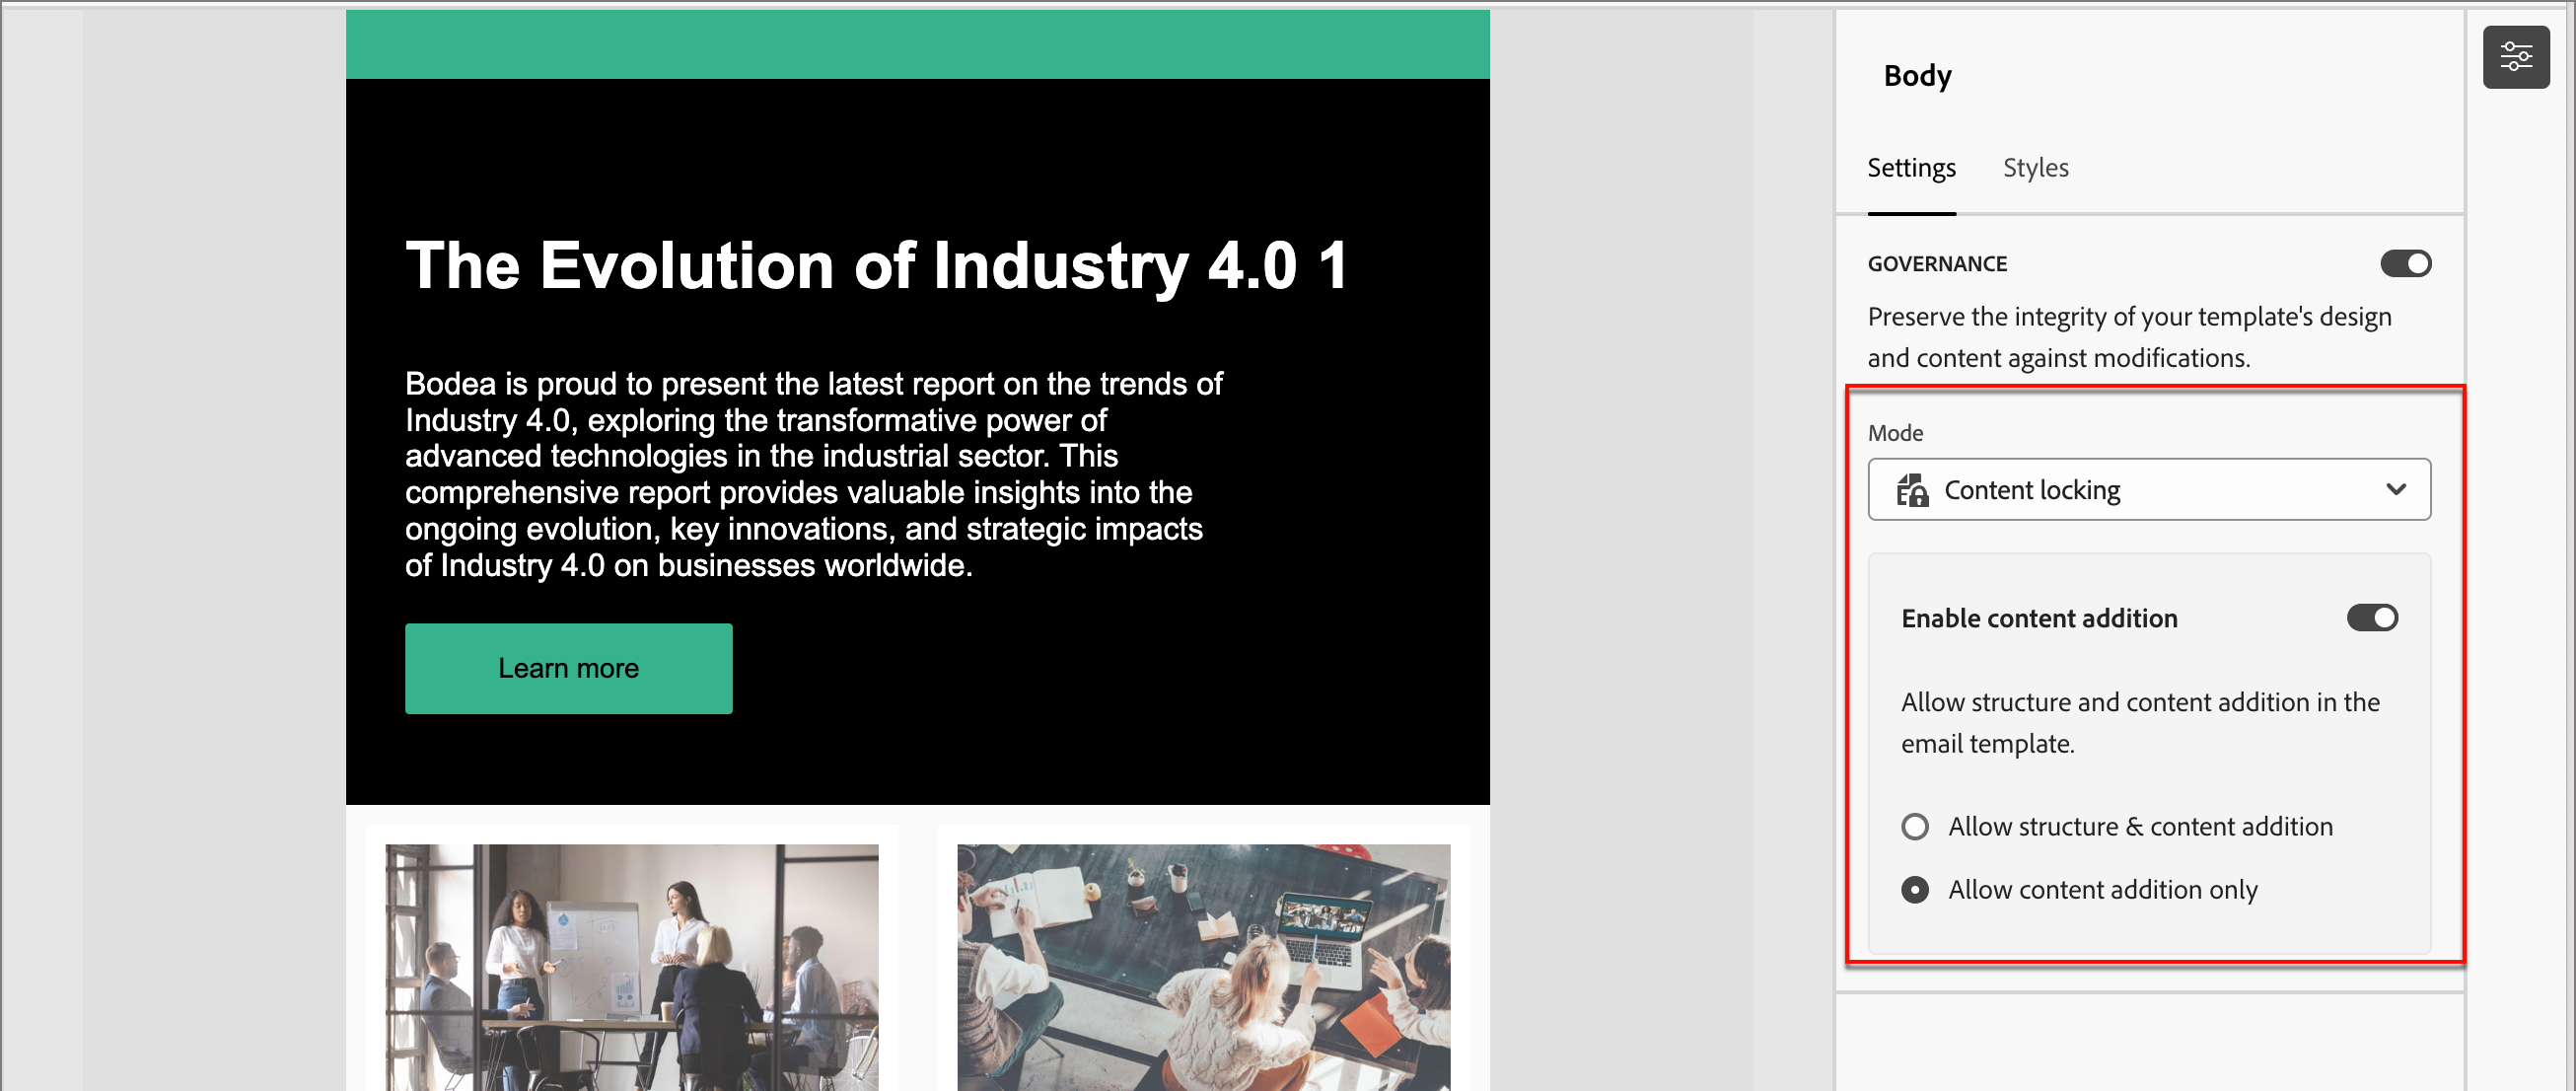 The Evolution of Industry 4.0 1
Bodea is proud to present the latest report on the trends of
Industry 4.0, exploring the transformative power of
advanced technologies in the industrial sector. This
comprehensive report provides valuable insights into the
ongoing evolution, key innovations, and strategic impacts
of Industry 4.0 on businesses worldwide.
Learn more
Body
Settings
Styles
GOVERNANCE
Preserve the integrity of your template's design
and content against modifications.
Mode
Content locking
Enable content addition
Allow structure and content addition in the
email template.
Allow structure & content addition
Allow content addition only